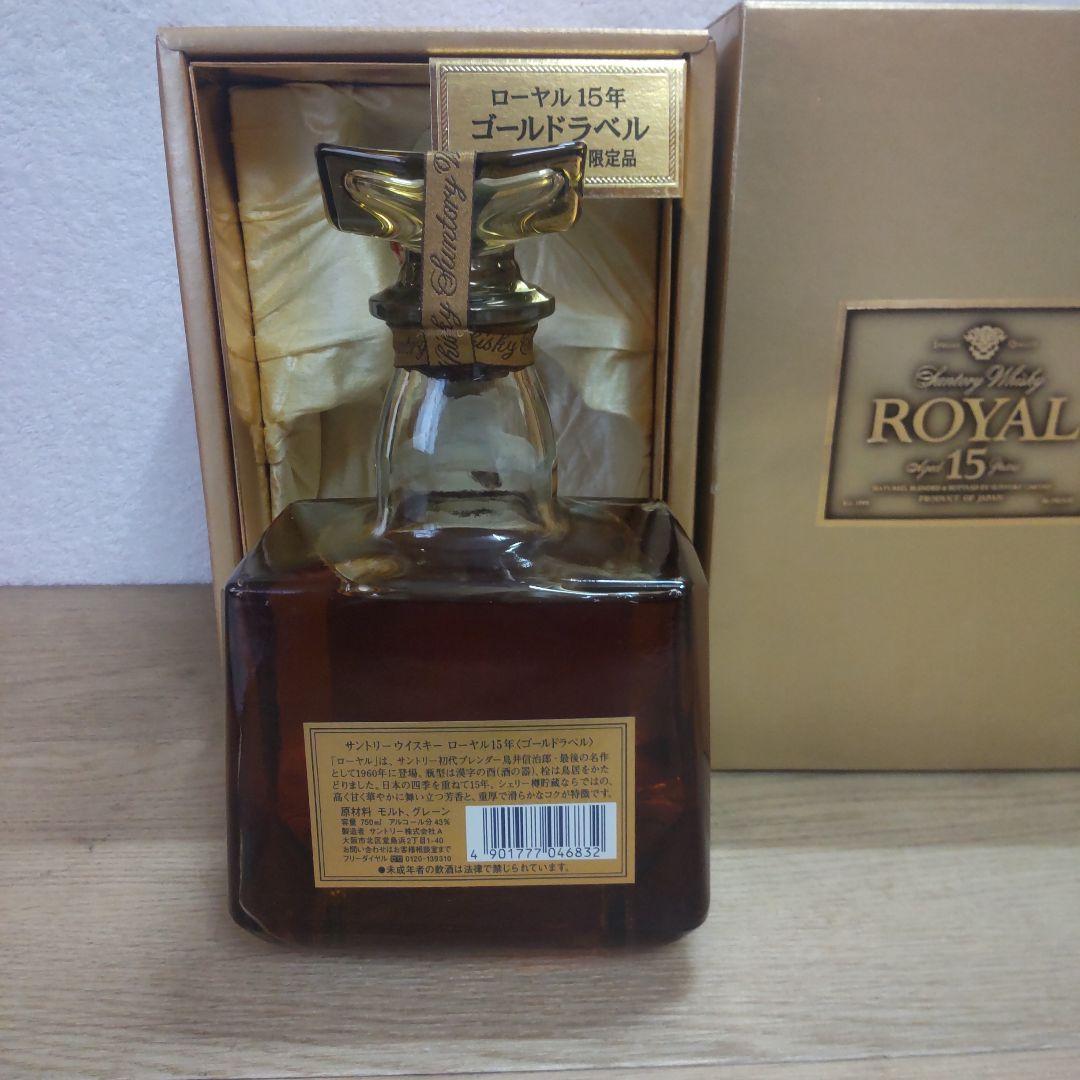 ローヤル 15年
ゴールドラベル
限定品
Suntory
Whisky
Suntory Whisky
ROYAL
Aged 15 Years
PRODUCT OF JAPAN
サントリーウイスキー ローヤル15年〈ゴールドラベル〉
「ローヤル」は、サントリー初代ブレンダー鳥井信治郎・最後の名作
として1960年に登場。瓶型は漢字の酉(酒の器)、栓は鳥居をかた
どりました。日本の四季を重ねて15年、シェリー樽貯蔵ならではの、
高く甘く華やかに舞い立つ芳香と、重厚で滑らかなコクが特徴です。
原材料 モルト、グレーン
容量 750ml アルコール分 43%
製造者 サントリー株式会社A
大阪市北区堂島浜2丁目1-40
お問い合わせはお客様相談室まで
フリーダイヤル 0120-139310
4 901777 046832
●未成年者の飲酒は法律で禁じられています。